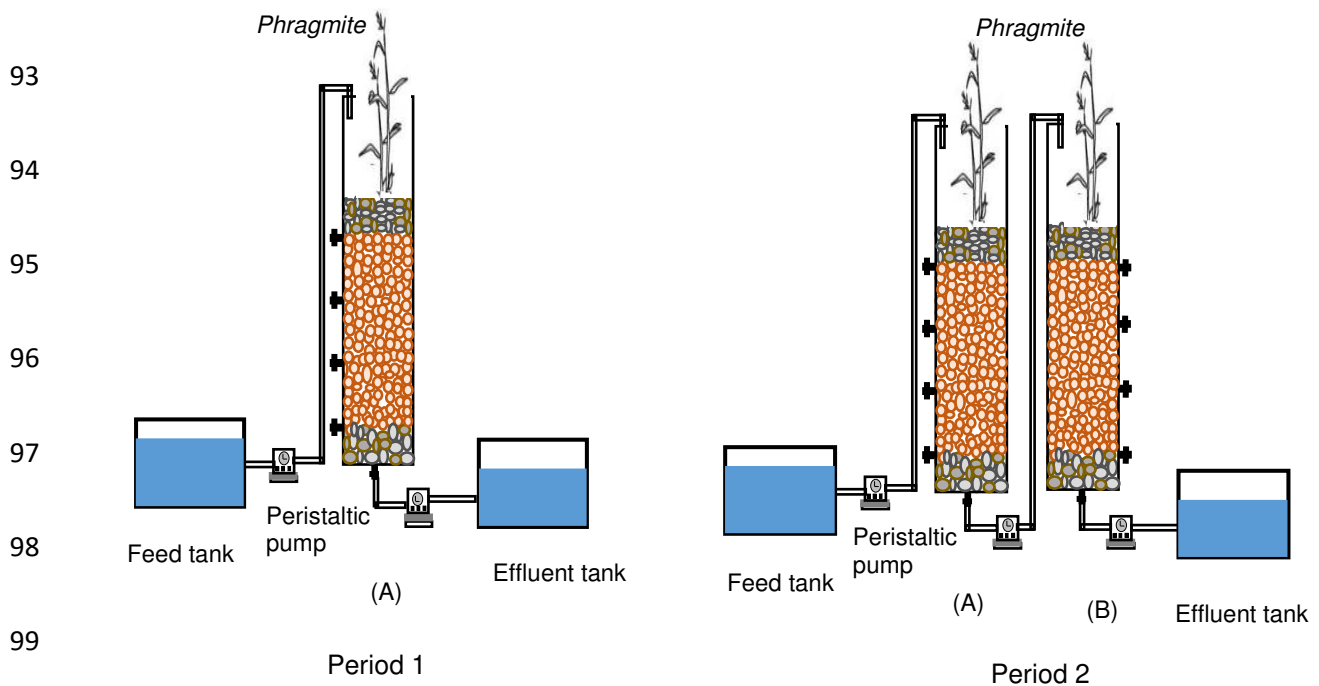 Phragmite
Phragmite
93
94
95
96
97
98
99
Feed tank
Peristaltic
pump
(A)
Effluent tank
Period 1
Feed tank
Peristaltic
pump
(A)
(B)
Effluent tank
Period 2